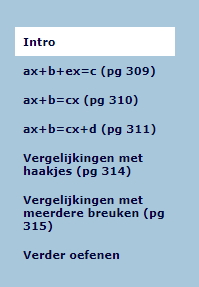 Intro
ax+b+ex=c (pg 309)
ax+b=cx (pg 310)
ax+b=cx+d (pg 311)
Vergelijkingen met
haakjes (pg 314)
Vergelijkingen met
meerdere breuken (pg
315)
Verder oefenen